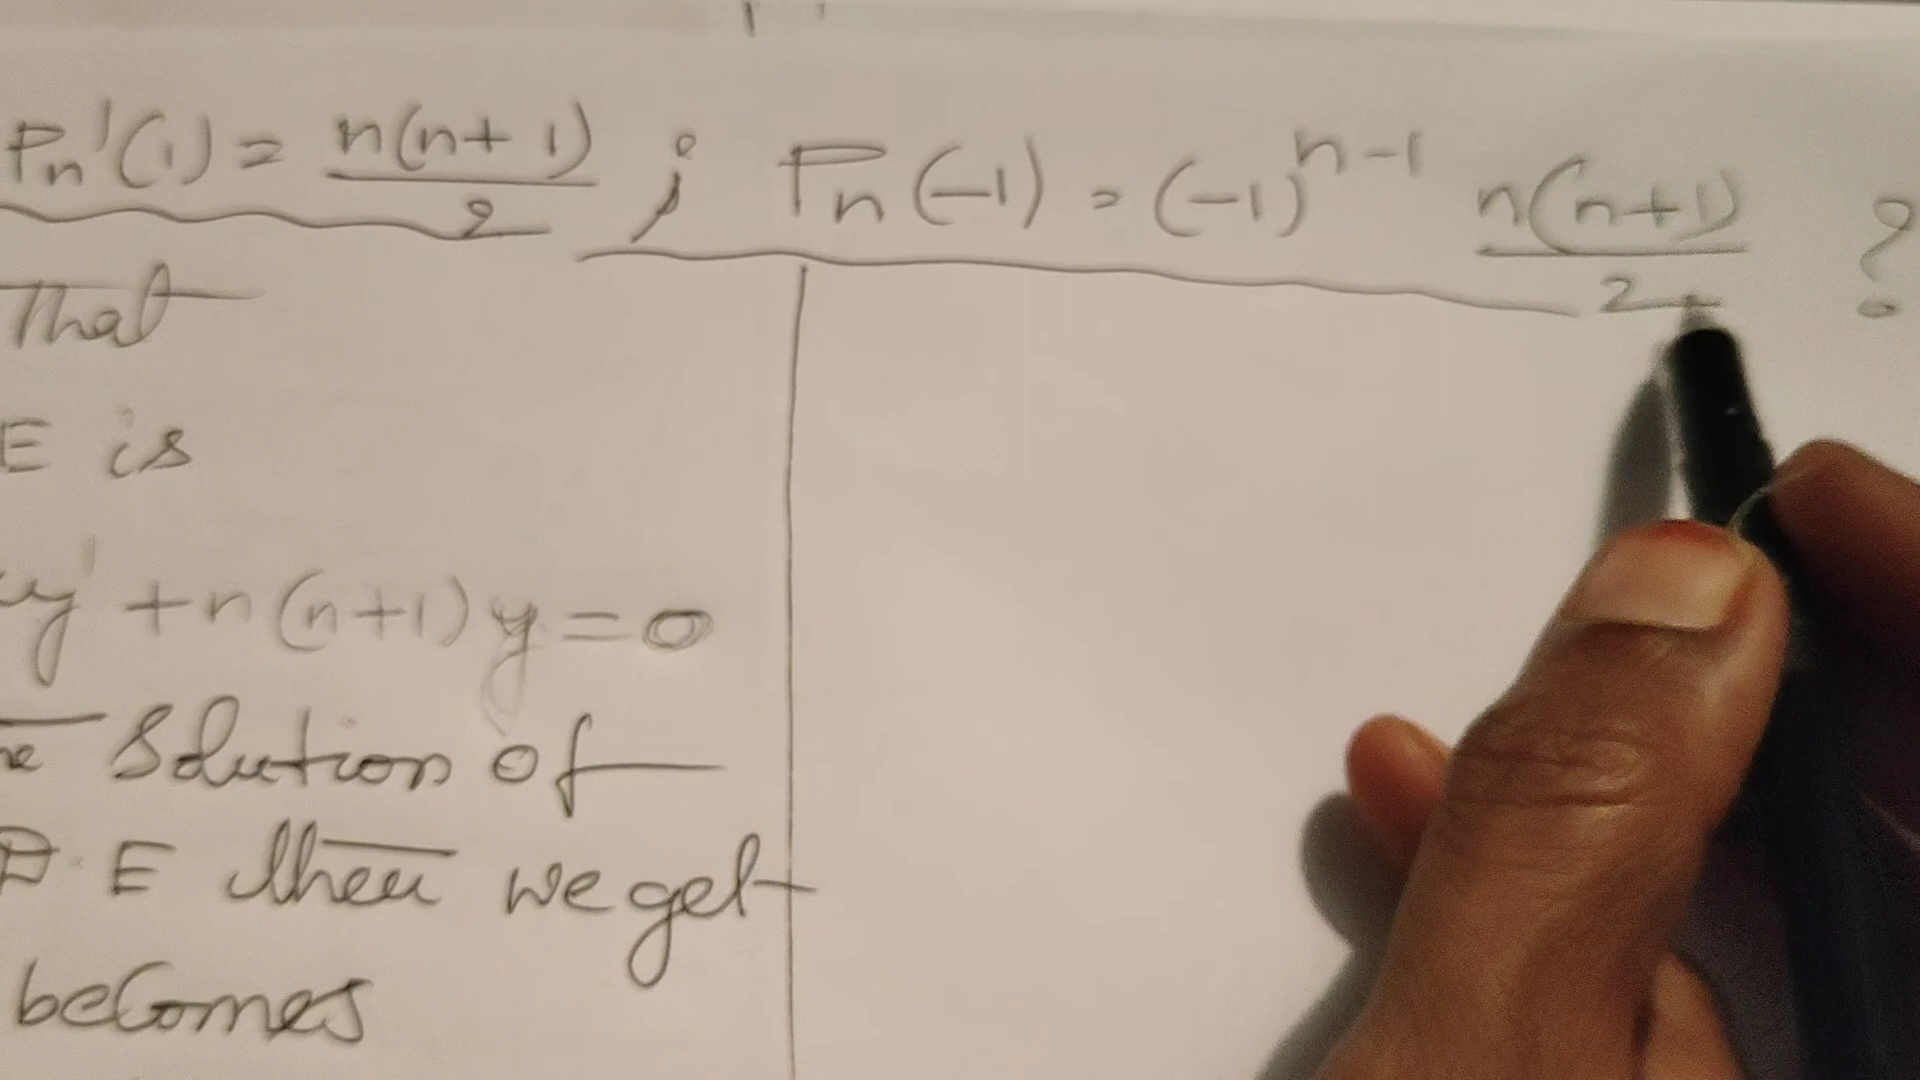 Pn'(1) = n(n+1)/2 ; Pn(-1) = (-1)^n-1 n(n+1)/2 ?
That
E is
y' + n(n+1)y = 0
Solution of
D.E then we get
becomes